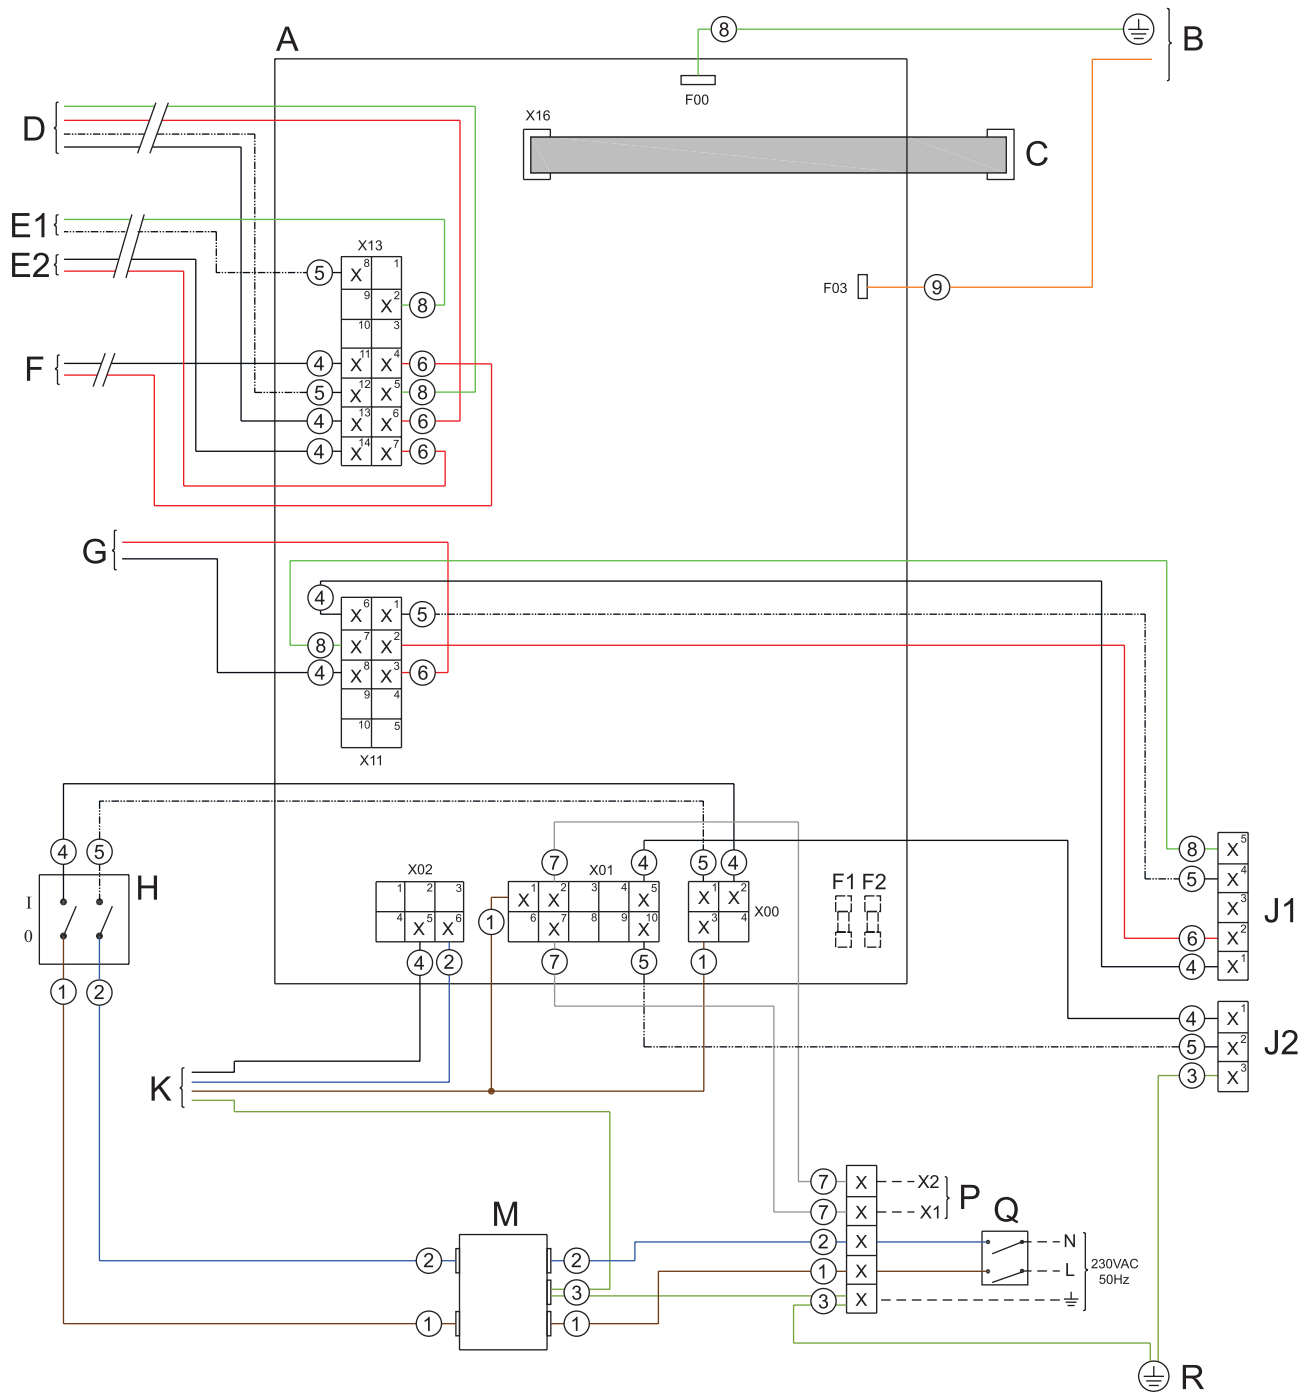 A
8
B
F00
X16
C
D
E1
E2
X13
5
X 8
1
9
X 2
8
F03
9
10
3
F
4
X 11
X 4
6
5
X 12
X 5
8
4
X 13
X 6
6
4
X 14
X 7
6
G
4
X 6
X 1
5
8
X 7
X 2
4
X 8
X 3
6
9
4
10
5
X11
4
5
7
4
5
4
8
X 5
H
X02
X01
F1 F2
5
X 4
I
0
1
2
3
X 1
X 2
3
4
X 5
X 1
X 2
X00
X 3
J1
4
X 5
X 6
1
6
X 7
8
9
X 10
X 3
4
6
X 2
4
2
7
5
1
4
X 1
1
2
4
X 1
5
X 2
J2
K
3
X 3
7
X
X2
P
M
7
X
X1
Q
2
2
2
X
N
1
X
L
230VAC
50Hz
3
3
X
1
1
R